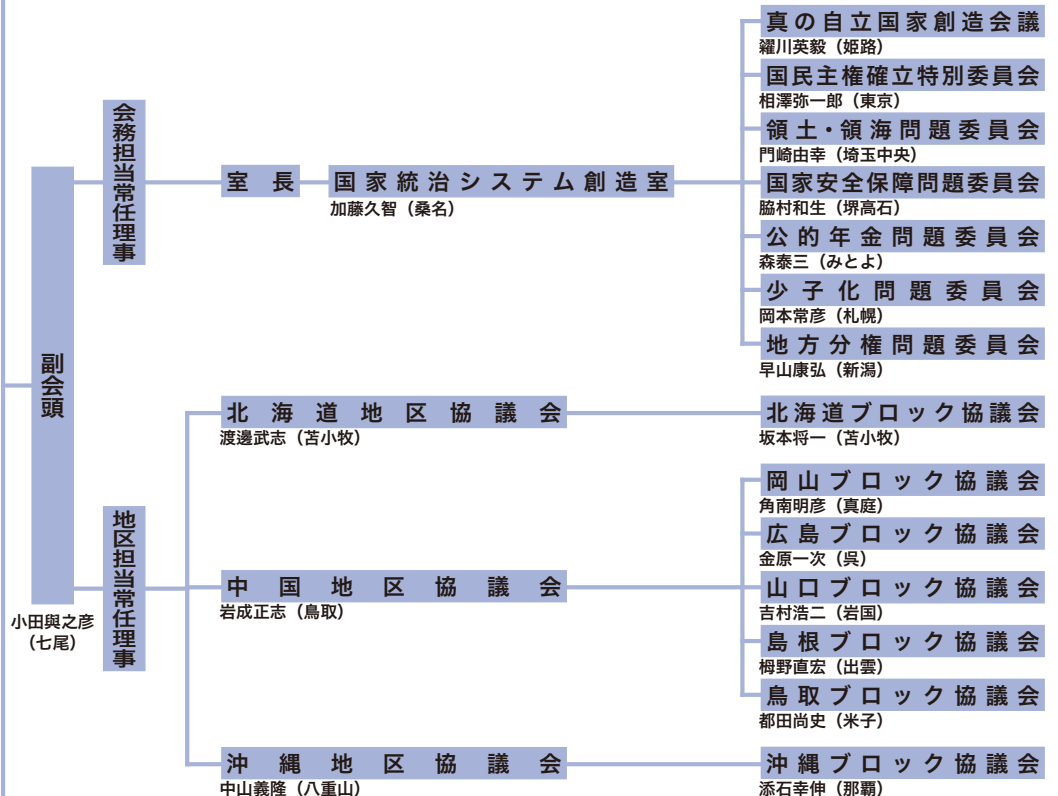 副会頭
小田與之彦
(七尾)
会務担当常任理事
室長
国家統治システム創造室
加藤久智(桑名)
真の自立国家創造会議
糴川英毅(姫路)
国民主権確立特別委員会
相澤弥一郎(東京)
領土・領海問題委員会
門崎由幸(埼玉中央)
国家安全保障問題委員会
脇村和生(堺高石)
公的年金問題委員会
森泰三(みとよ)
少子化問題委員会
岡本常彦(札幌)
地方分権問題委員会
早山康弘(新潟)
地区担当常任理事
北海道地区協議会
渡邊武志(苫小牧)
北海道ブロック協議会
坂本将一(苫小牧)
中国地区協議会
岩成正志(鳥取)
岡山ブロック協議会
角南明彦(真庭)
広島ブロック協議会
金原一次(呉)
山口ブロック協議会
吉村浩二(岩国)
島根ブロック協議会
栂野直宏(出雲)
鳥取ブロック協議会
都田尚史(米子)
沖縄地区協議会
中山義隆(八重山)
沖縄ブロック協議会
添石幸伸(那覇)